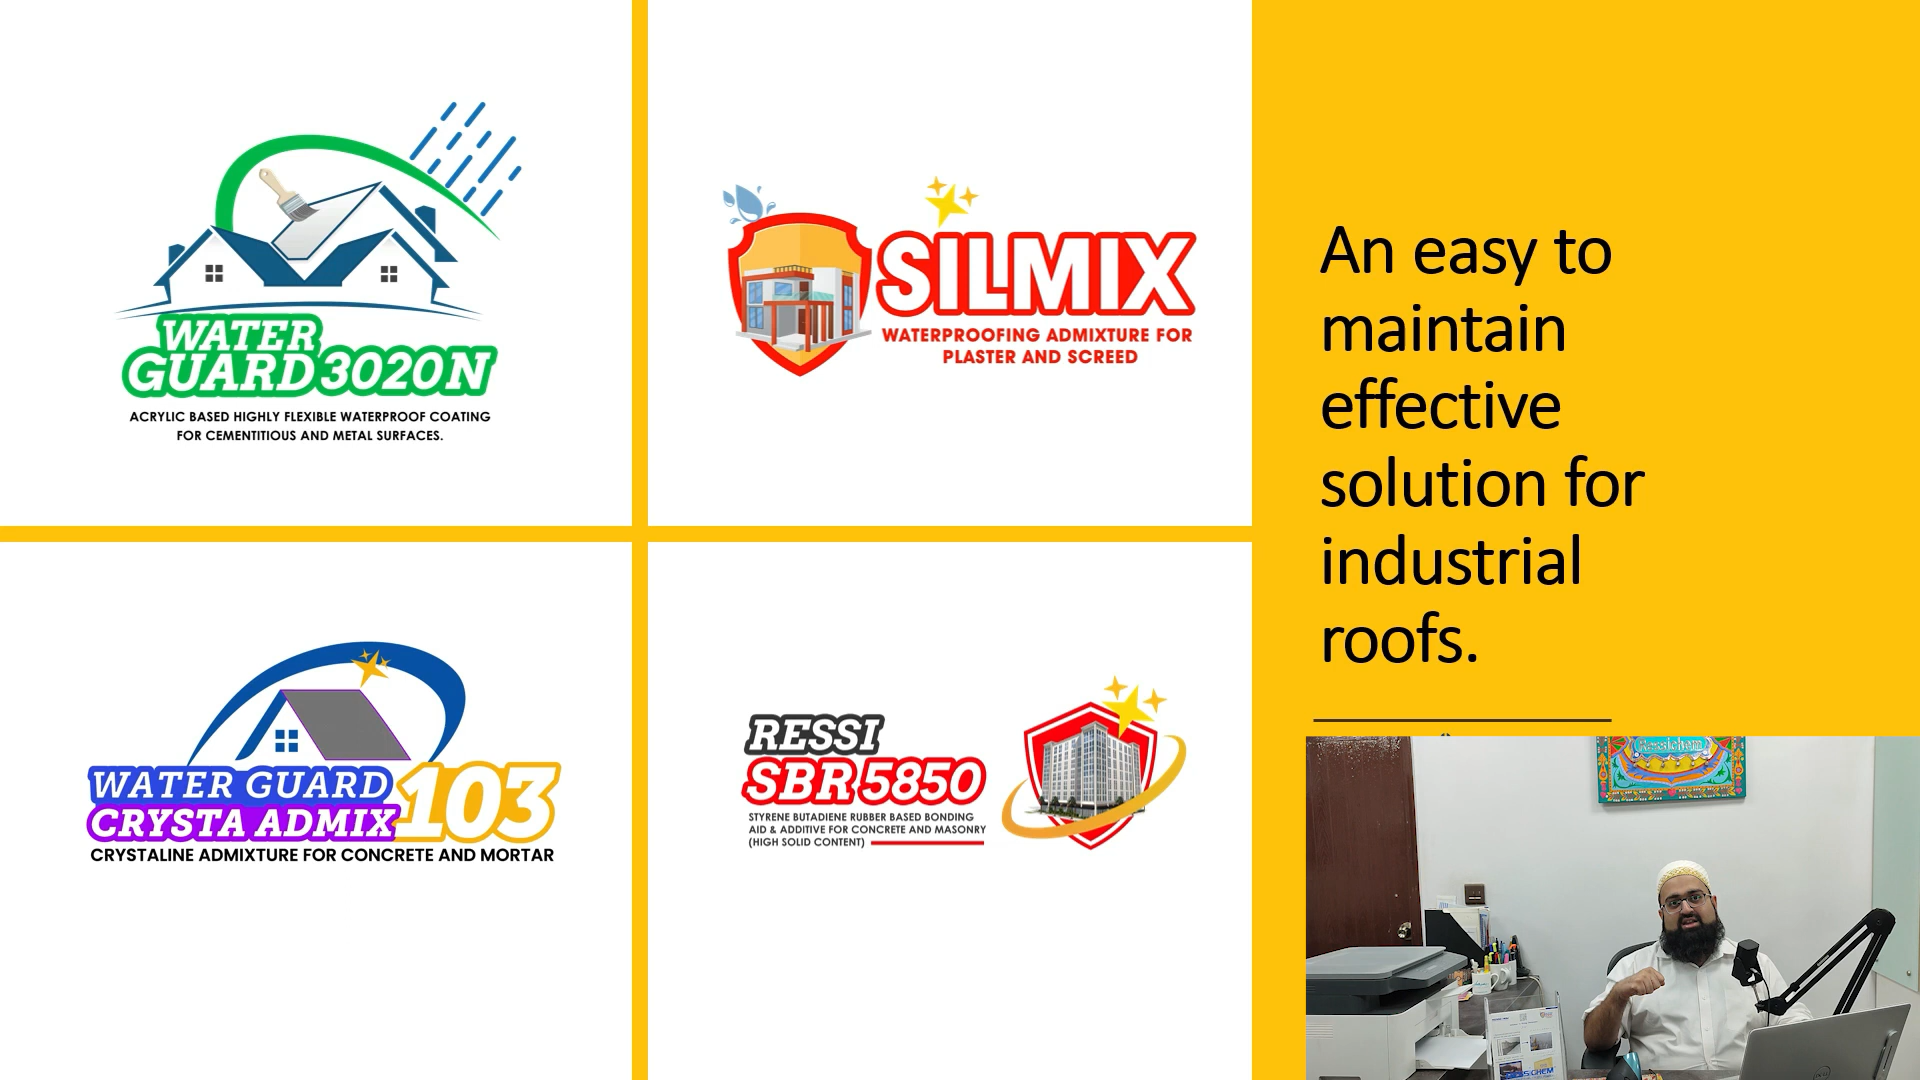 WATER
GUARD 3020N
ACRYLIC BASED HIGHLY FLEXIBLE WATERPROOF COATING
FOR CEMENTITIOUS AND METAL SURFACES.
SILMIX
WATERPROOFING ADMIXTURE FOR
PLASTER AND SCREED
WATER GUARD
CRYSTA ADMIX 103
CRYSTALINE ADMIXTURE FOR CONCRETE AND MORTAR
RESSI
SBR 5850
STYRENE BUTADIENE RUBBER BASED BONDING
AID & ADDITIVE FOR CONCRETE AND MASONRY
(HIGH SOLID CONTENT)
An easy to
maintain
effective
solution for
industrial
roofs.
Ressichem